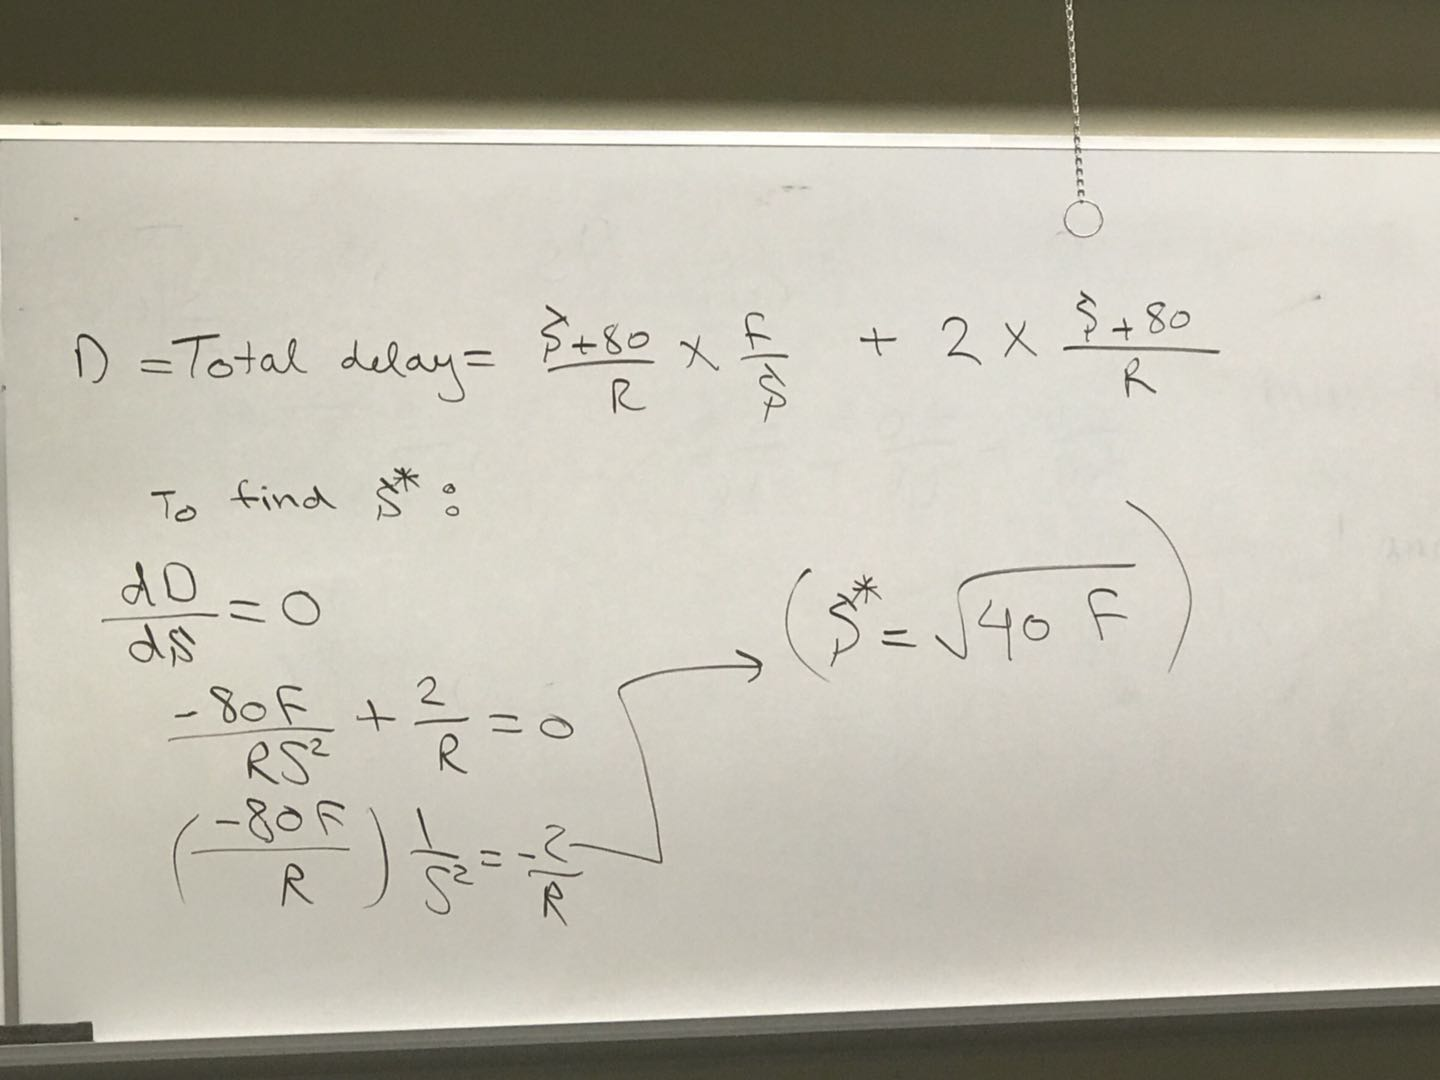 D = Total delay = (S+80)/R × F/S + 2 × (S+80)/R
To find S* :
dD/dS = 0
-80F/RS² + 2/R = 0
(-80F/R) 1/S² = -2/R
(S* = √40 F)